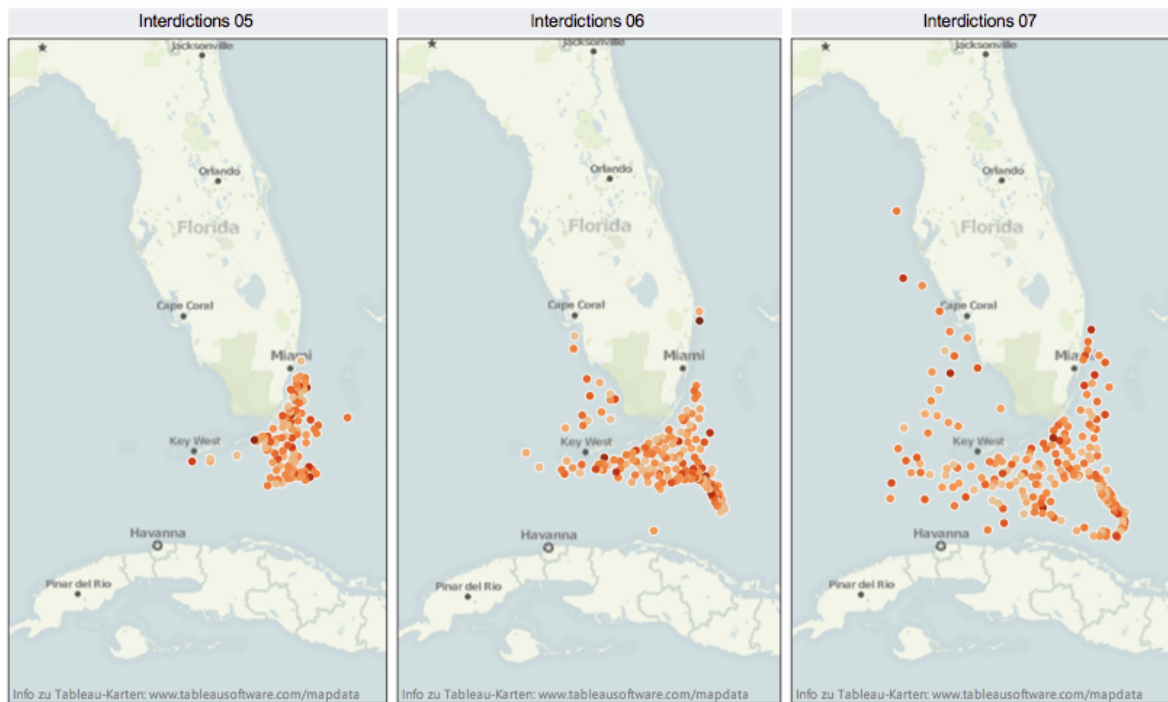 Interdictions 05
Jacksonville
Orlando
Florida
Cape Coral
Miami
Key West
Havanna
Pinar del Rio
Info zu Tableau-Karten: www.tableausoftware.com/mapdata
Interdictions 06
Jacksonville
Orlando
Florida
Cape Coral
Miami
Key West
Havanna
Pinar del Rio
Info zu Tableau-Karten: www.tableausoftware.com/mapdata
Interdictions 07
Jacksonville
Orlando
Florida
Cape Coral
Miami
Key West
Havanna
Pinar del Rio
Info zu Tableau-Karten: www.tableausoftware.com/mapdata